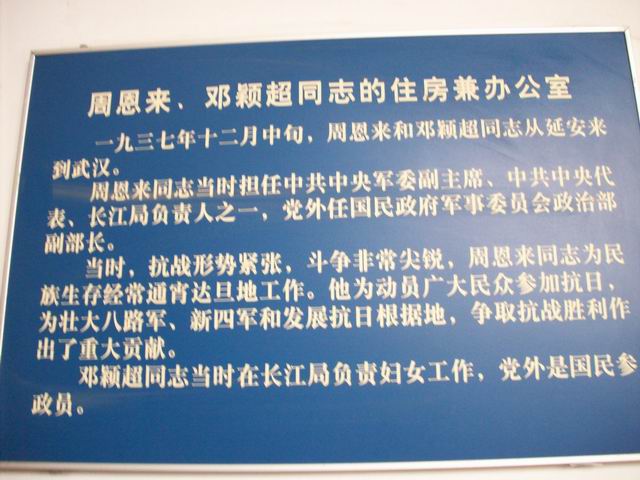 周恩来、邓颖超同志的住房兼办公室
一九三七年十二月中旬，周恩来和邓颖超同志从延安来
到武汉。
周恩来同志当时担任中共中央军委副主席、中共中央代
表、长江局负责人之一，党外任国民政府军事委员会政治部
副部长。
当时，抗战形势紧张，斗争非常尖锐，周恩来同志为民
族生存经常通宵达旦地工作。他为动员广大民众参加抗日，
为壮大八路军、新四军和发展抗日根据地，争取抗战胜利作
出了重大贡献。
邓颖超同志当时在长江局负责妇女工作，党外是国民参
政员。